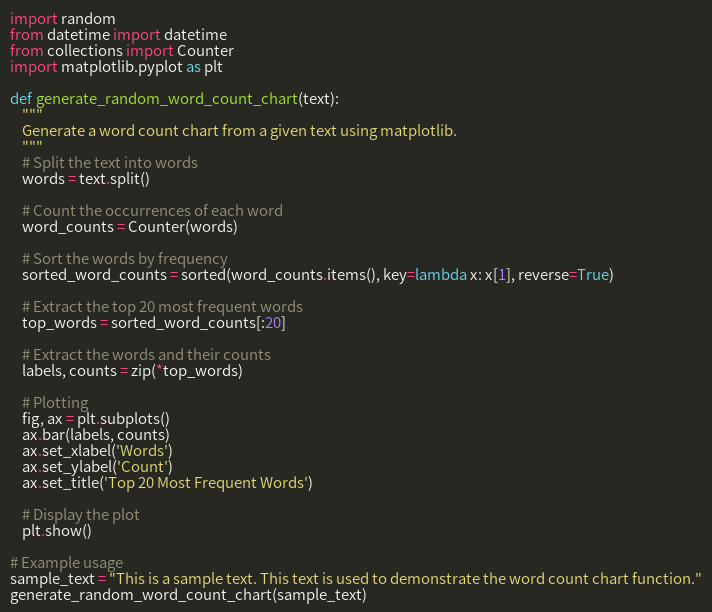 import random
from datetime import datetime
from collections import Counter
import matplotlib.pyplot as plt

def generate_random_word_count_chart(text):
    """
    Generate a word count chart from a given text using matplotlib.
    """
    # Split the text into words
    words = text.split()

    # Count the occurrences of each word
    word_counts = Counter(words)

    # Sort the words by frequency
    sorted_word_counts = sorted(word_counts.items(), key=lambda x: x[1], reverse=True)

    # Extract the top 20 most frequent words
    top_words = sorted_word_counts[:20]

    # Extract the words and their counts
    labels, counts = zip(*top_words)

    # Plotting
    fig, ax = plt.subplots()
    ax.bar(labels, counts)
    ax.set_xlabel('Words')
    ax.set_ylabel('Count')
    ax.set_title('Top 20 Most Frequent Words')

    # Display the plot
    plt.show()

# Example usage
sample_text = "This is a sample text. This text is used to demonstrate the word count chart function."
generate_random_word_count_chart(sample_text)